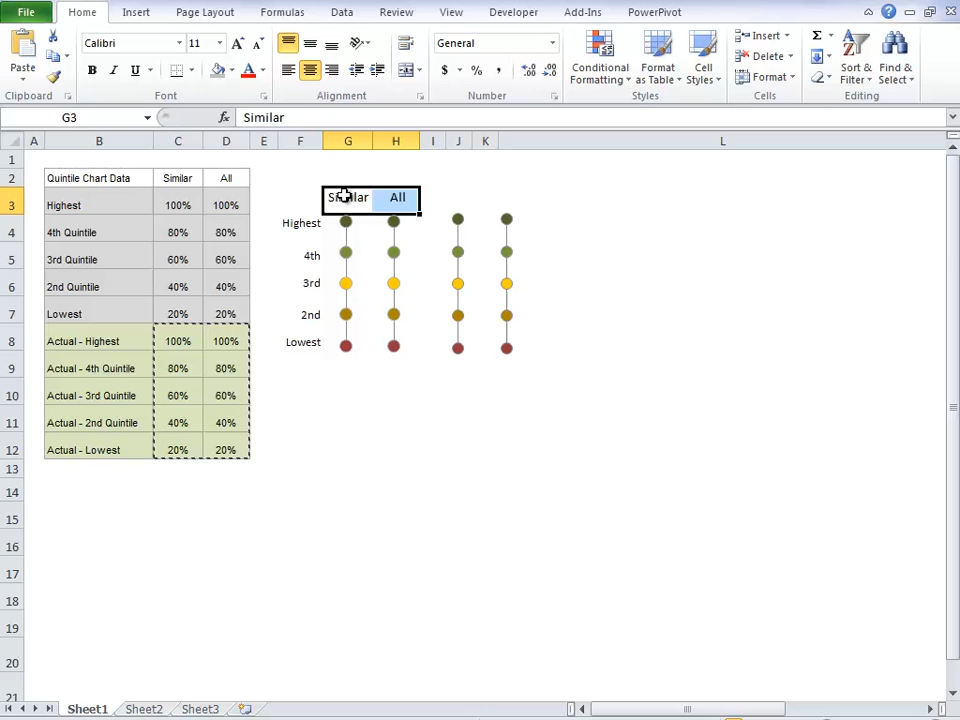 File Home Insert Page Layout Formulas Data Review View Developer Add-Ins PowerPivot
Paste Calibri 11 General Conditional Formatting Format as Table Cell Styles Insert Delete Format Sort & Filter Find & Select
B I U $ % ,
Clipboard Font Alignment Number Styles Cells Editing
G3 fx Similar
A B C D E F G H I J K L
1
2 Quintile Chart Data Similar All
3 Highest 100% 100% Similar All
4 4th Quintile 80% 80% Highest
5 3rd Quintile 60% 60% 4th
6 2nd Quintile 40% 40% 3rd
7 Lowest 20% 20% 2nd
8 Actual - Highest 100% 100% Lowest
9 Actual - 4th Quintile 80% 80%
10 Actual - 3rd Quintile 60% 60%
11 Actual - 2nd Quintile 40% 40%
12 Actual - Lowest 20% 20%
13
14
15
16
17
18
19
20
21
Sheet1 Sheet2 Sheet3